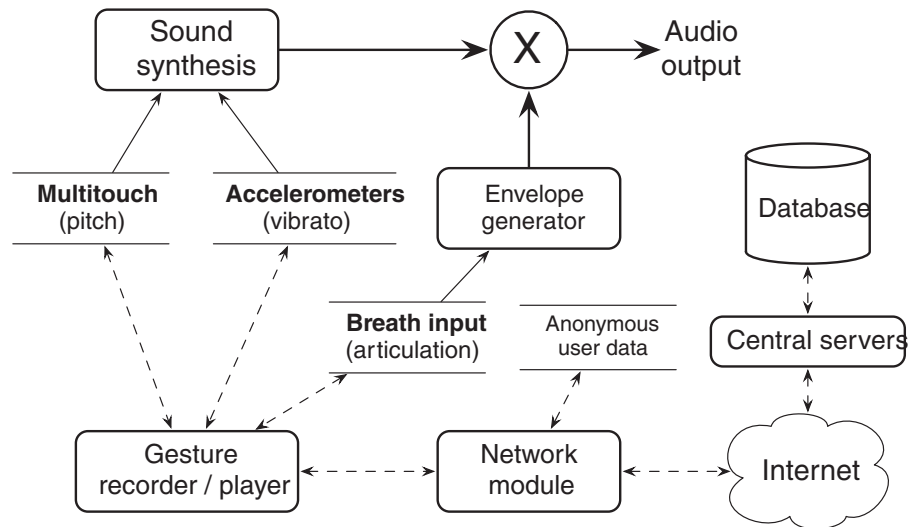 Sound
synthesis
X
Audio
output
Multitouch
(pitch)
Accelerometers
(vibrato)
Envelope
generator
Database
Breath input
(articulation)
Anonymous
user data
Central servers
Gesture
recorder / player
Network
module
Internet